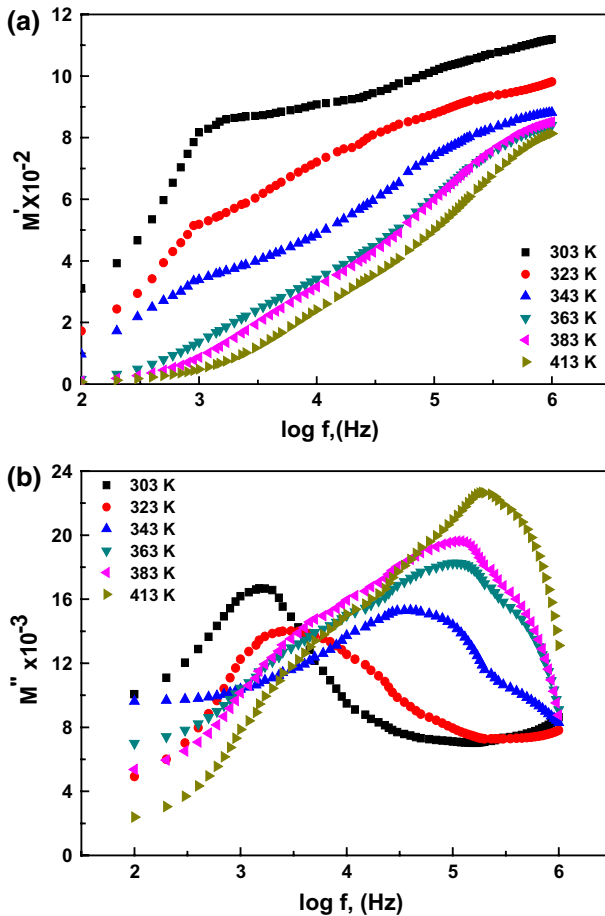 (a)
12
10
8
6
4
2
0
M' X10-2
2 3 4 5 6
log f,(Hz)
303 K
323 K
343 K
363 K
383 K
413 K
(b)
24
20
16
12
8
4
0
M'' x10-3
2 3 4 5 6
log f, (Hz)
303 K
323 K
343 K
363 K
383 K
413 K